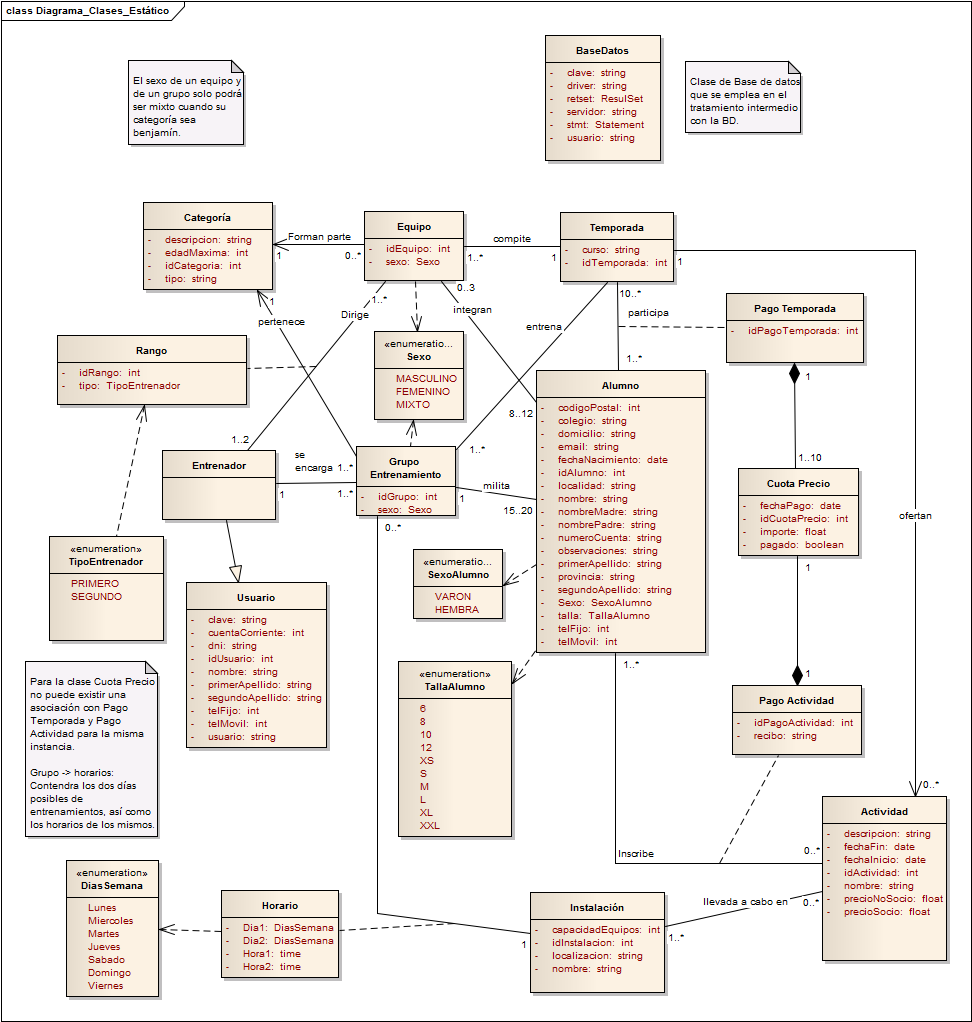 class Diagrama_Clases_Estático
El sexo de un equipo y
de un grupo solo podrá
ser mixto cuando su
categoría sea
benjamín.
BaseDatos
- clave: string
- driver: string
- retset: ResulSet
- servidor: string
- stmt: Statement
- usuario: string
Clase de Base de datos
que se emplea en el
tratamiento intermedio
con la BD.
Categoría
- descripcion: string
- edadMaxima: int
- idCategoria: int
- tipo: string
Forman parte
1
0..*
Equipo
- idEquipo: int
- sexo: Sexo
compite
1..*
1
Temporada
- curso: string
- idTemporada: int
1
1
pertenece
1..*
Dirige
0..3
integran
entrena
10..*
participa
1..*
Pago Temporada
- idPagoTemporada: int
1
Rango
- idRango: int
- tipo: TipoEntrenador
«enumeratio...
Sexo
MASCULINO
FEMENINO
MIXTO
Alumno
- codigoPostal: int
- colegio: string
- domicilio: string
- email: string
- fechaNacimiento: date
- idAlumno: int
- localidad: string
- nombre: string
- nombreMadre: string
- nombrePadre: string
- numeroCuenta: string
- observaciones: string
- primerApellido: string
- provincia: string
- segundoApellido: string
- Sexo: SexoAlumno
- talla: TallaAlumno
- telFijo: int
- telMovil: int
8..12
1..2
1..*
Entrenador
se
encarga
1..*
1..*
1
Grupo
Entrenamiento
- idGrupo: int
- sexo: Sexo
milita
1
15..20
0..*
1..10
Cuota Precio
- fechaPago: date
- idCuotaPrecio: int
- importe: float
- pagado: boolean
ofertan
1
«enumeration»
TipoEntrenador
PRIMERO
SEGUNDO
«enumeratio...
SexoAlumno
VARON
HEMBRA
Usuario
- clave: string
- cuentaCorriente: int
- dni: string
- idUsuario: int
- nombre: string
- primerApellido: string
- segundoApellido: string
- telFijo: int
- telMovil: int
- usuario: string
«enumeration»
TallaAlumno
6
8
10
12
XS
S
M
L
XL
XXL
1..*
1
Pago Actividad
- idPagoActividad: int
- recibo: string
Para la clase Cuota Precio
no puede existir una
asociación con Pago
Temporada y Pago
Actividad para la misma
instancia.
Grupo -> horarios:
Contendra los dos días
posibles de
entrenamientos, así como
los horarios de los mismos.
0..*
Actividad
- descripcion: string
- fechaFin: date
- fechaInicio: date
- idActividad: int
- nombre: string
- precioNoSocio: float
- precioSocio: float
Inscribe
0..*
«enumeration»
DiasSemana
Lunes
Miercoles
Martes
Jueves
Sabado
Domingo
Viernes
Horario
- Dia1: DiasSemana
- Dia2: DiasSemana
- Hora1: time
- Hora2: time
Instalación
- capacidadEquipos: int
- idInstalacion: int
- localizacion: string
- nombre: string
1
llevada a cabo en
1..*
0..*